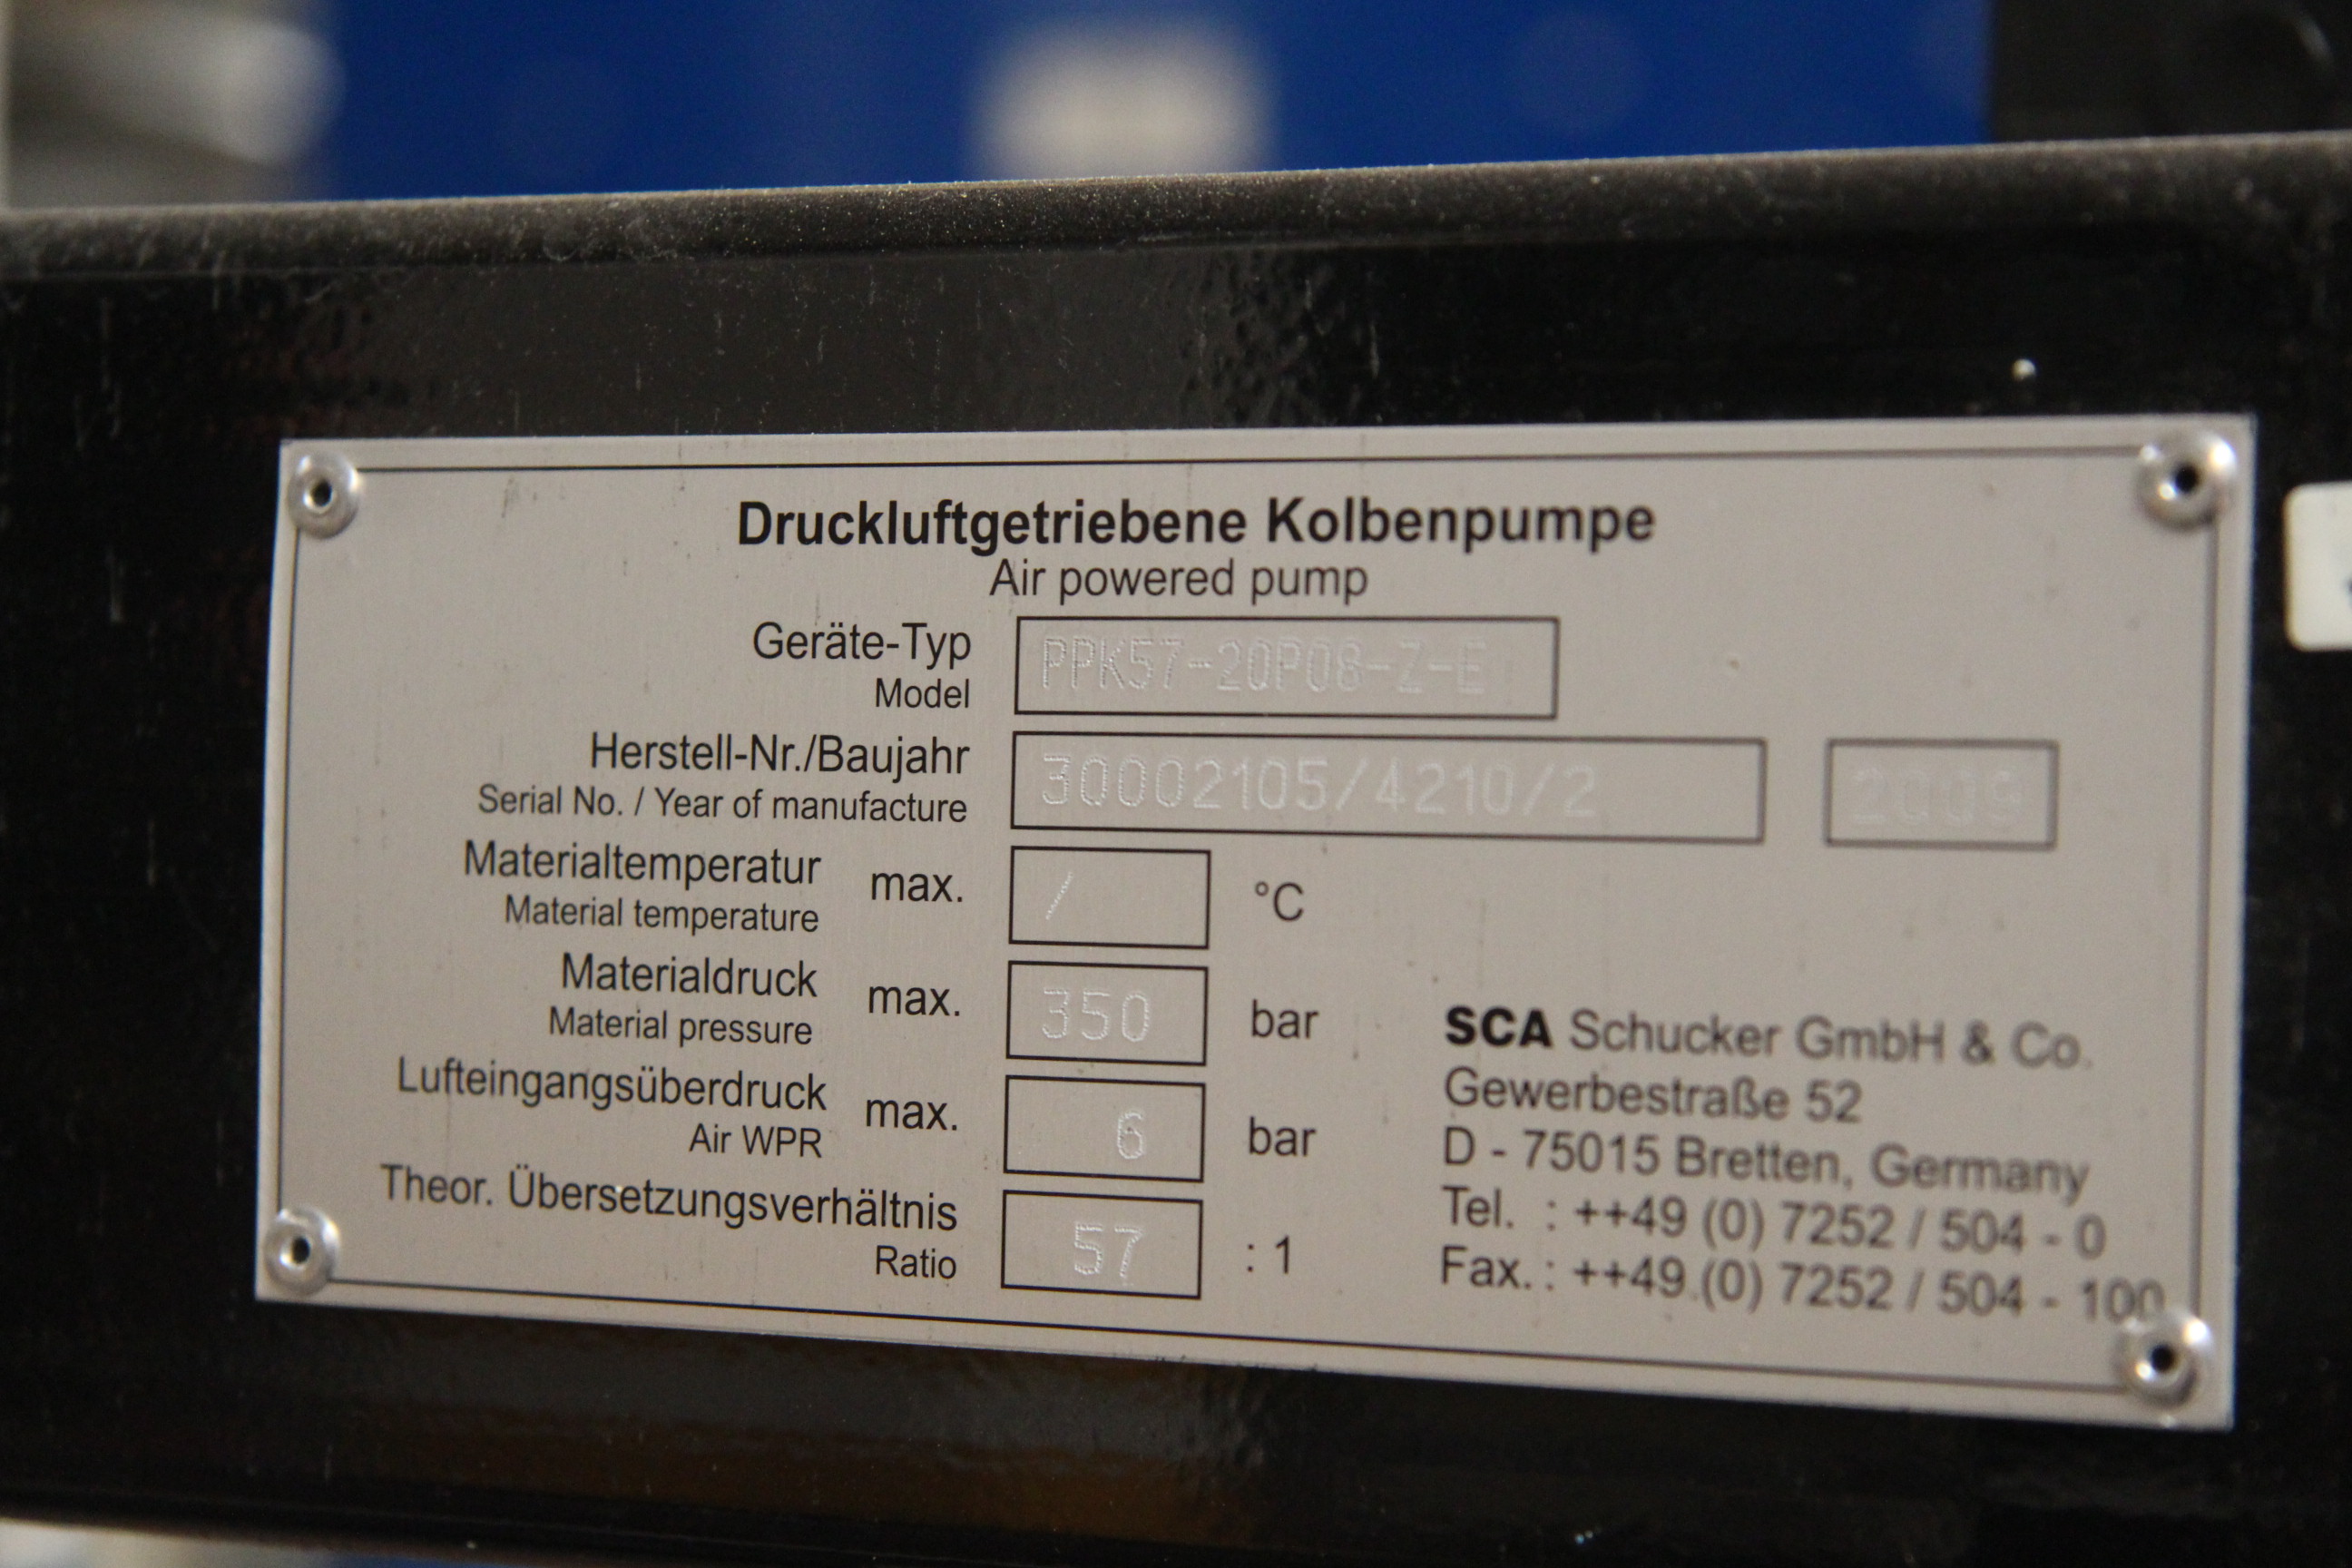 Druckluftgetriebene Kolbenpumpe
Air powered pump
Geräte-Typ PPK57-20P08-Z-E
Model
Herstell-Nr./Baujahr 30002105/4210/2 2009
Serial No. / Year of manufacture
Materialtemperatur max. / °C
Material temperature
Materialdruck max. 350 bar
Material pressure
Lufteingangsüberdruck max. 6 bar
Air WPR
Theor. Übersetzungsverhältnis 57 : 1
Ratio
SCA Schucker GmbH & Co.
Gewerbestraße 52
D - 75015 Bretten, Germany
Tel. : ++49 (0) 7252 / 504 - 0
Fax. : ++49 (0) 7252 / 504 - 100